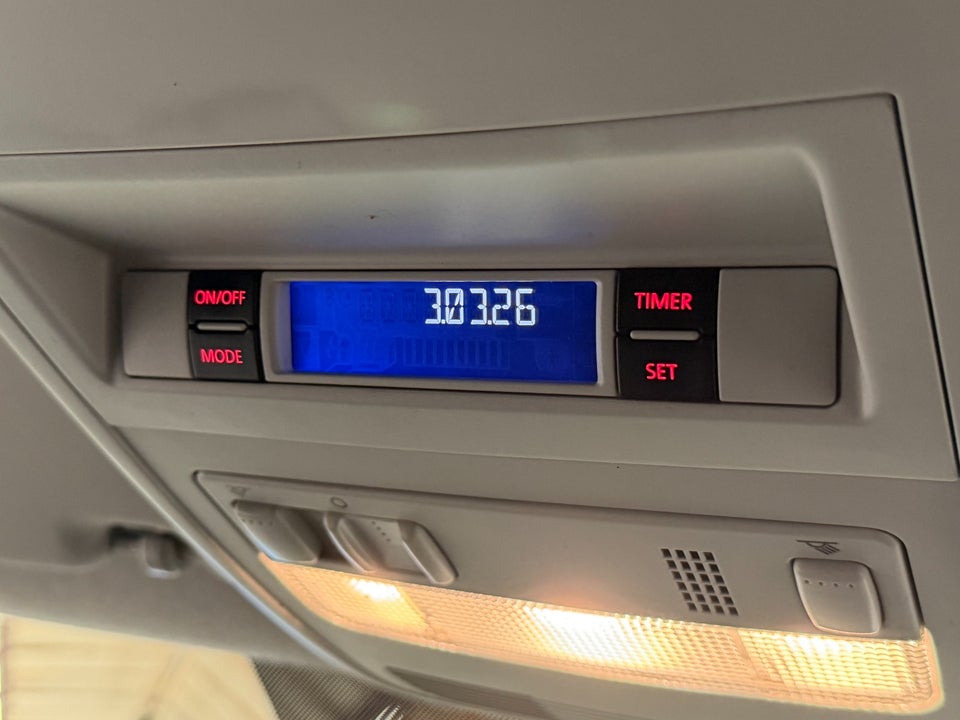 ON/OFF
3.03.26
TIMER
MODE
SET